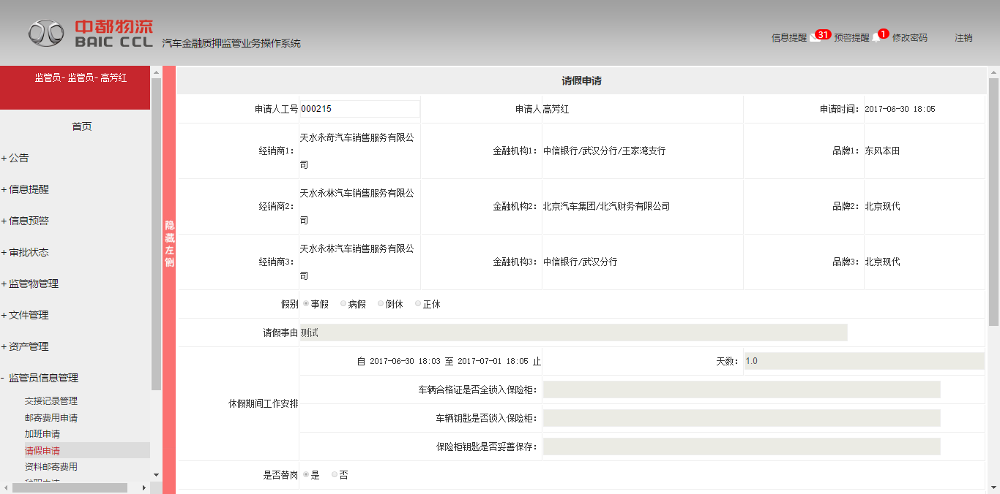 中都物流
BAIC CCL
汽车金融质押监管业务操作系统
信息提醒 31 预警提醒 1 修改密码 注销
监管员- 监管员- 高芳红
首页
+ 公告
+ 信息提醒
+ 信息预警
+ 审批状态
+ 监管物管理
+ 文件管理
+ 资产管理
- 监管员信息管理
交接记录管理
邮寄费用申请
加班申请
请假申请
资料邮寄费用
隐藏左侧
请假申请
申请人工号 000215 申请人 高芳红 申请时间: 2017-06-30 18:05
经销商1: 天水永奇汽车销售服务有限公司 金融机构1: 中信银行/武汉分行/王家湾支行 品牌1: 东风本田
经销商2: 天水永林汽车销售服务有限公司 金融机构2: 北京汽车集团/北汽财务有限公司 品牌2: 北京现代
经销商3: 天水永林汽车销售服务有限公司 金融机构3: 中信银行/武汉分行 品牌3: 北京现代
假别 事假 病假 倒休 正休
请假事由 测试
休假期间工作安排
自 2017-06-30 18:03 至 2017-07-01 18:05 止 天数: 1.0
车辆合格证是否全锁入保险柜:
车辆钥匙是否锁入保险柜:
保险柜钥匙是否妥善保存:
是否替岗 是 否